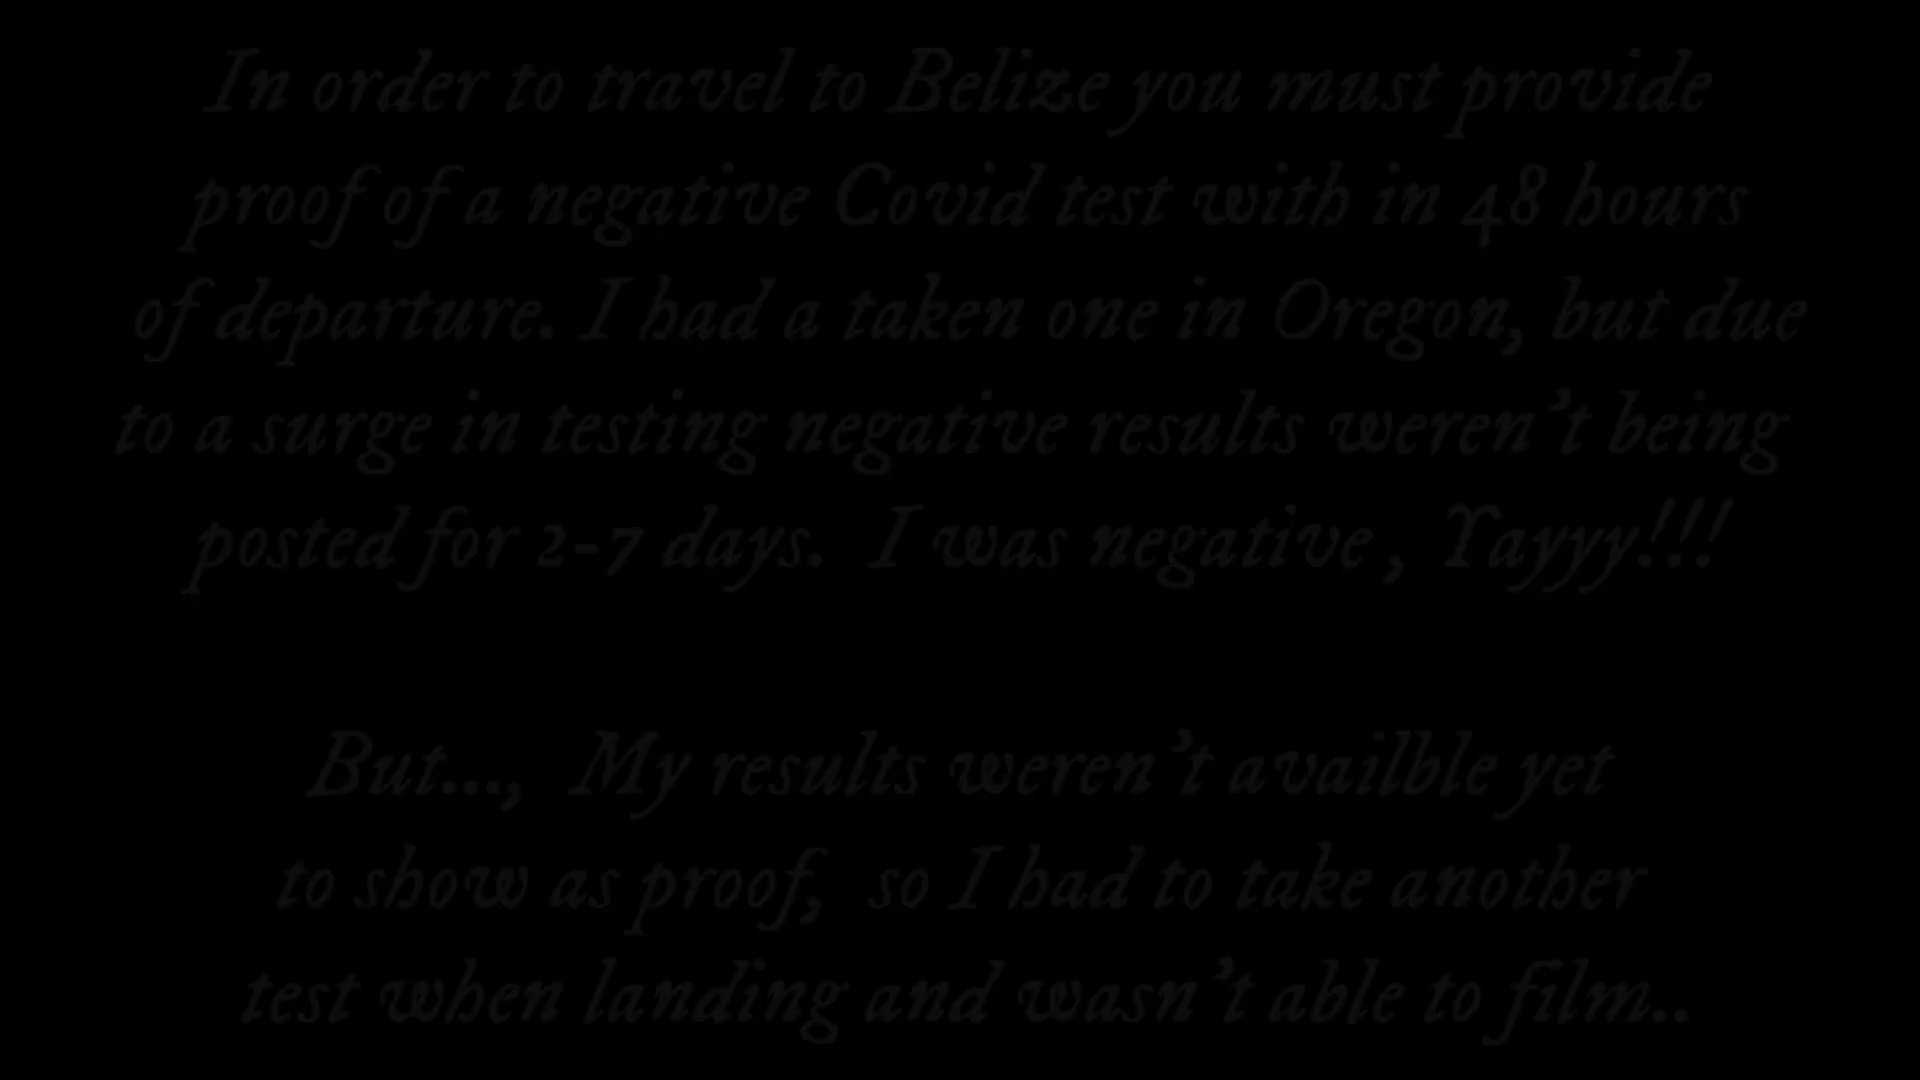 In order to travel to Belize you must provide
proof of a negative Covid test with in 48 hours
of departure. I had a taken one in Oregon, but due
to a surge in testing negative results weren't being
posted for 2-7 days. I was negative , Yayyy!!!
But..., My results weren't availble yet
to show as proof, so I had to take another
test when landing and wasn't able to film..